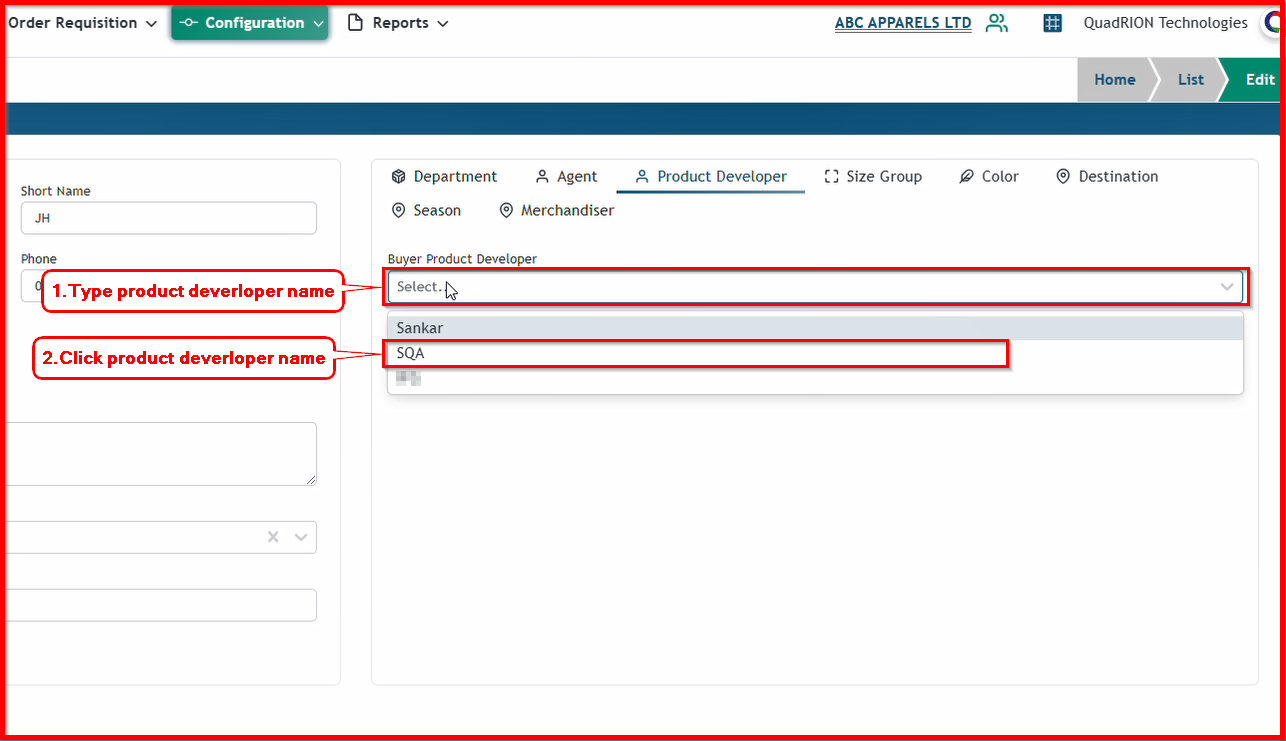 Order Requisition
Configuration
Reports
ABC APPARELS LTD
QuadRION Technologies
Home
List
Edit
Short Name
JH
Phone
0
Department
Agent
Product Developer
Size Group
Color
Destination
Season
Merchandiser
Buyer Product Developer
Select..
1.Type product deverloper name
Sankar
2.Click product deverloper name
SQA